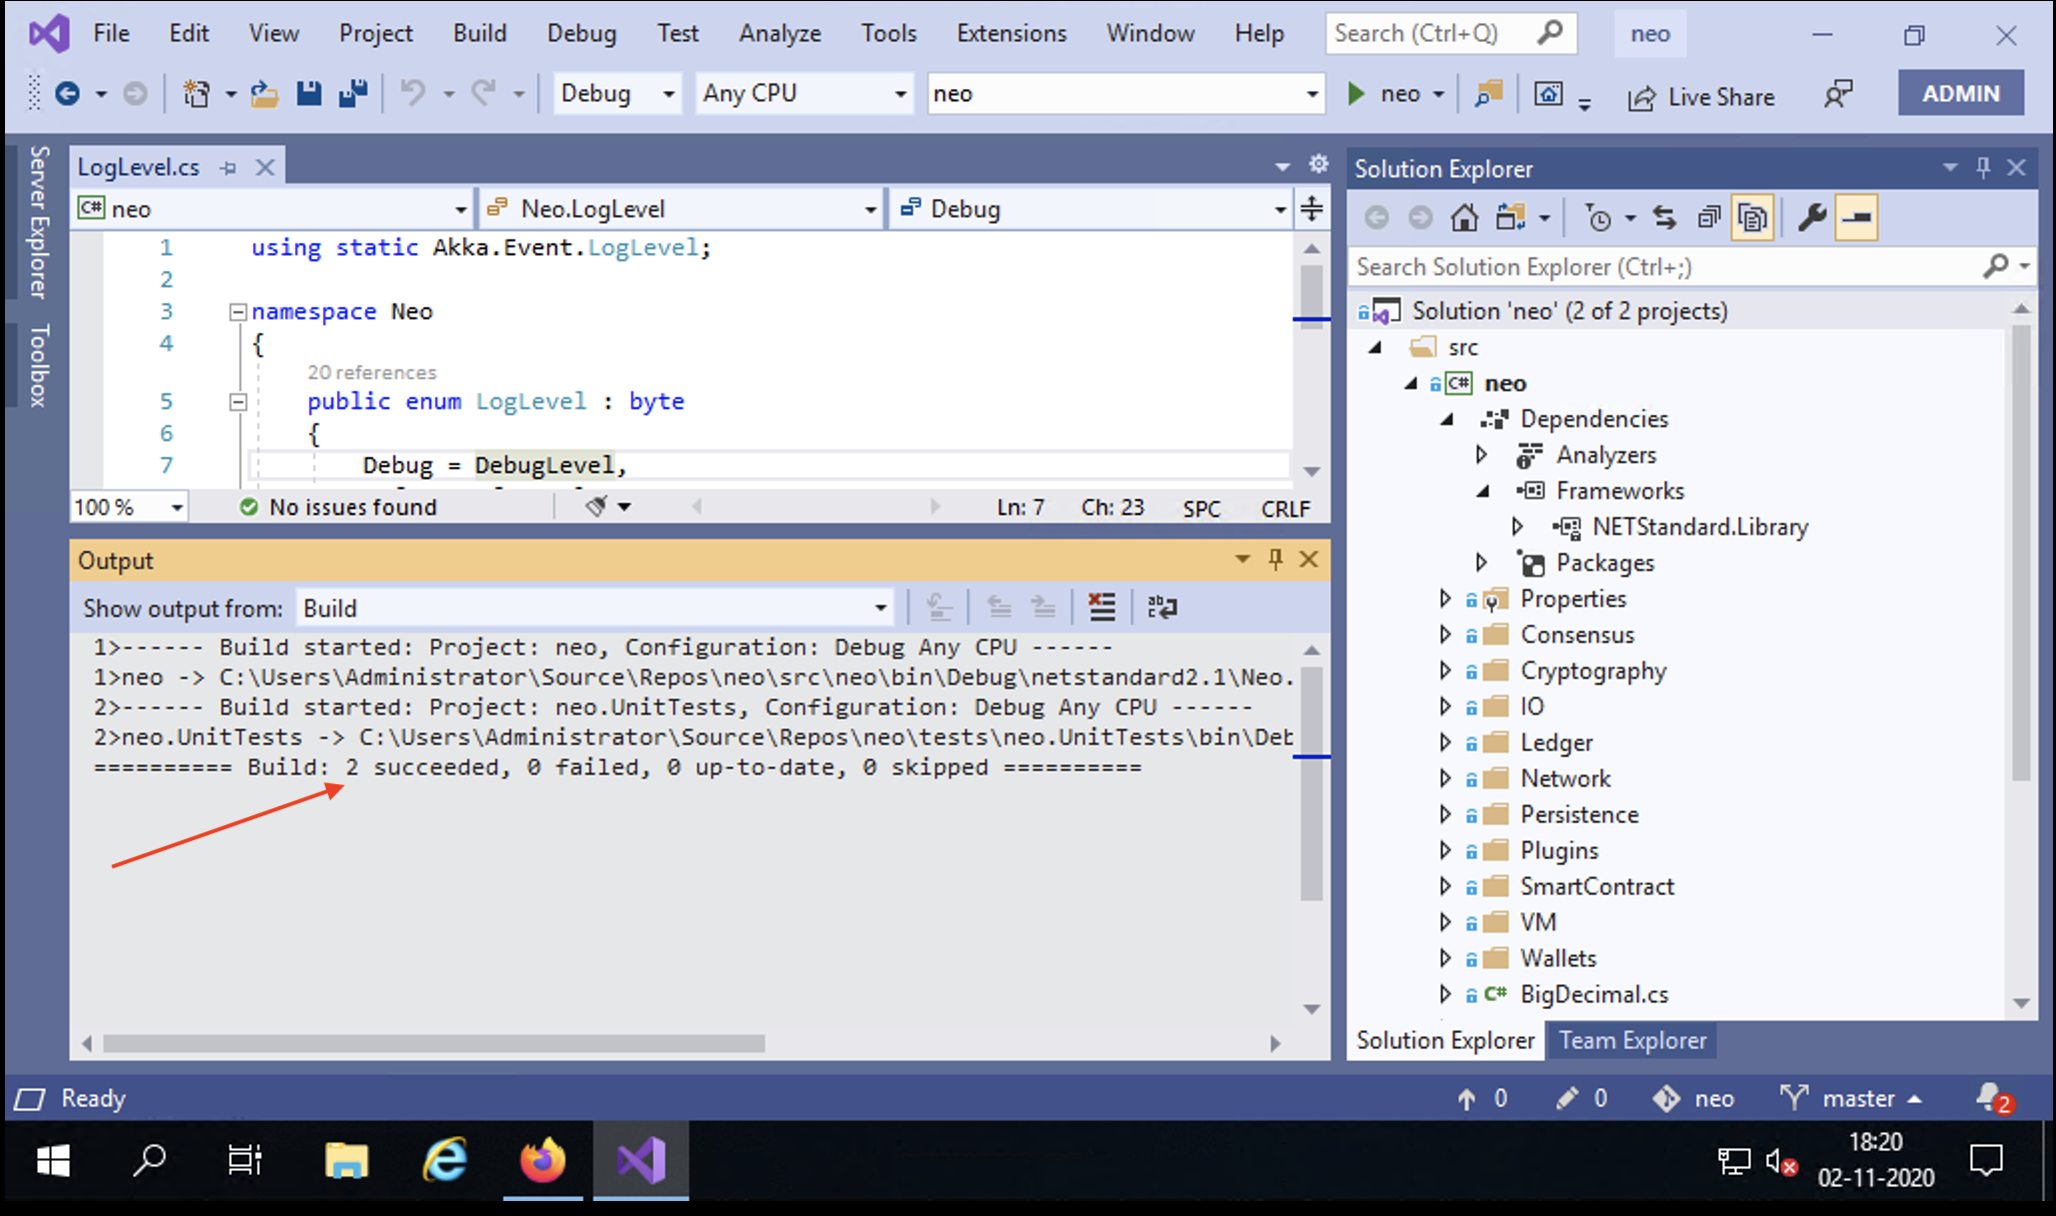 File Edit View Project Build Debug Test Analyze Tools Extensions Window Help Search (Ctrl+Q) neo
Debug Any CPU neo neo Live Share ADMIN
Server Explorer
Toolbox
LogLevel.cs
C# neo Neo.LogLevel Debug
1 using static Akka.Event.LogLevel;
2
3 namespace Neo
4 {
20 references
5 public enum LogLevel : byte
6 {
7 Debug = DebugLevel,
100 % No issues found Ln: 7 Ch: 23 SPC CRLF
Output
Show output from: Build
1>------ Build started: Project: neo, Configuration: Debug Any CPU ------
1>neo -> C:\Users\Administrator\Source\Repos\neo\src\neo\bin\Debug\netstandard2.1\Neo.
2>------ Build started: Project: neo.UnitTests, Configuration: Debug Any CPU ------
2>neo.UnitTests -> C:\Users\Administrator\Source\Repos\neo\tests\neo.UnitTests\bin\Deb
========== Build: 2 succeeded, 0 failed, 0 up-to-date, 0 skipped ==========
Solution Explorer
Search Solution Explorer (Ctrl+;)
Solution 'neo' (2 of 2 projects)
src
C# neo
Dependencies
Analyzers
Frameworks
NETStandard.Library
Packages
Properties
Consensus
Cryptography
IO
Ledger
Network
Persistence
Plugins
SmartContract
VM
Wallets
C# BigDecimal.cs
Solution Explorer Team Explorer
Ready 0 0 neo master 2
18:20
02-11-2020